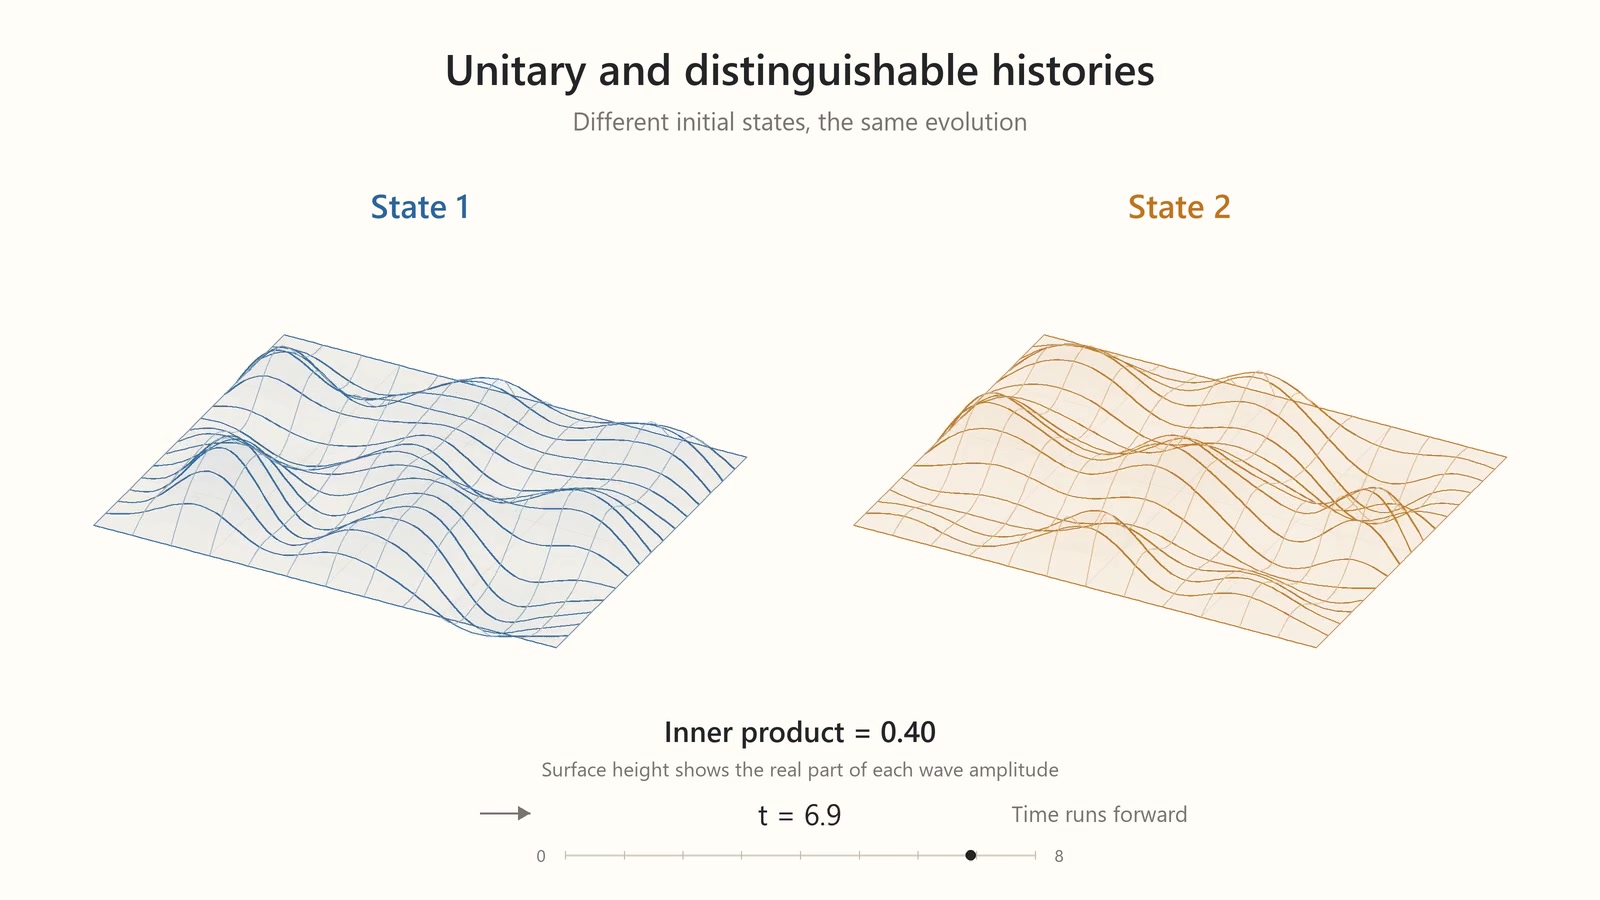 Unitary and distinguishable histories
Different initial states, the same evolution
State 1
State 2
Inner product = 0.40
Surface height shows the real part of each wave amplitude
t = 6.9
Time runs forward
0
8